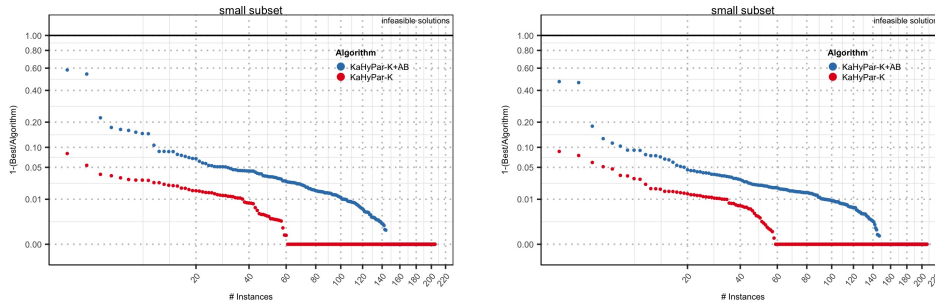 small subset
infeasible solutions
1.00
0.80
0.60
0.40
0.20
0.10
0.05
0.01
0.00
1-(Best/Algorithm)
Algorithm
KaHyPar-K+AB
KaHyPar-K
20
40
60
80
100
120
140
160
180
200
220
# Instances
small subset
infeasible solutions
1.00
0.80
0.60
0.40
0.20
0.10
0.05
0.01
0.00
1-(Best/Algorithm)
Algorithm
KaHyPar-K+AB
KaHyPar-K
20
40
60
80
100
120
140
160
180
200
220
# Instances